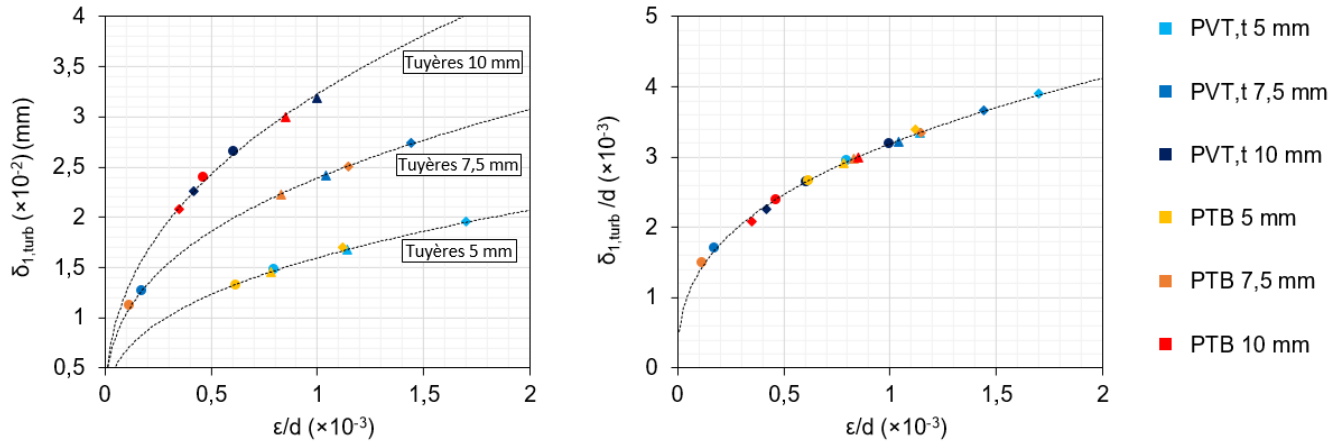 4
3,5
3
2,5
2
1,5
1
0,5
0
0,5
1
1,5
2
δ1,turb (×10-2) (mm)
ε/d (×10-3)
Tuyères 10 mm
Tuyères 7,5 mm
Tuyères 5 mm
5
4
3
2
1
0
0
0,5
1
1,5
2
δ1,turb /d (×10-3)
ε/d (×10-3)
PVT,t 5 mm
PVT,t 7,5 mm
PVT,t 10 mm
PTB 5 mm
PTB 7,5 mm
PTB 10 mm